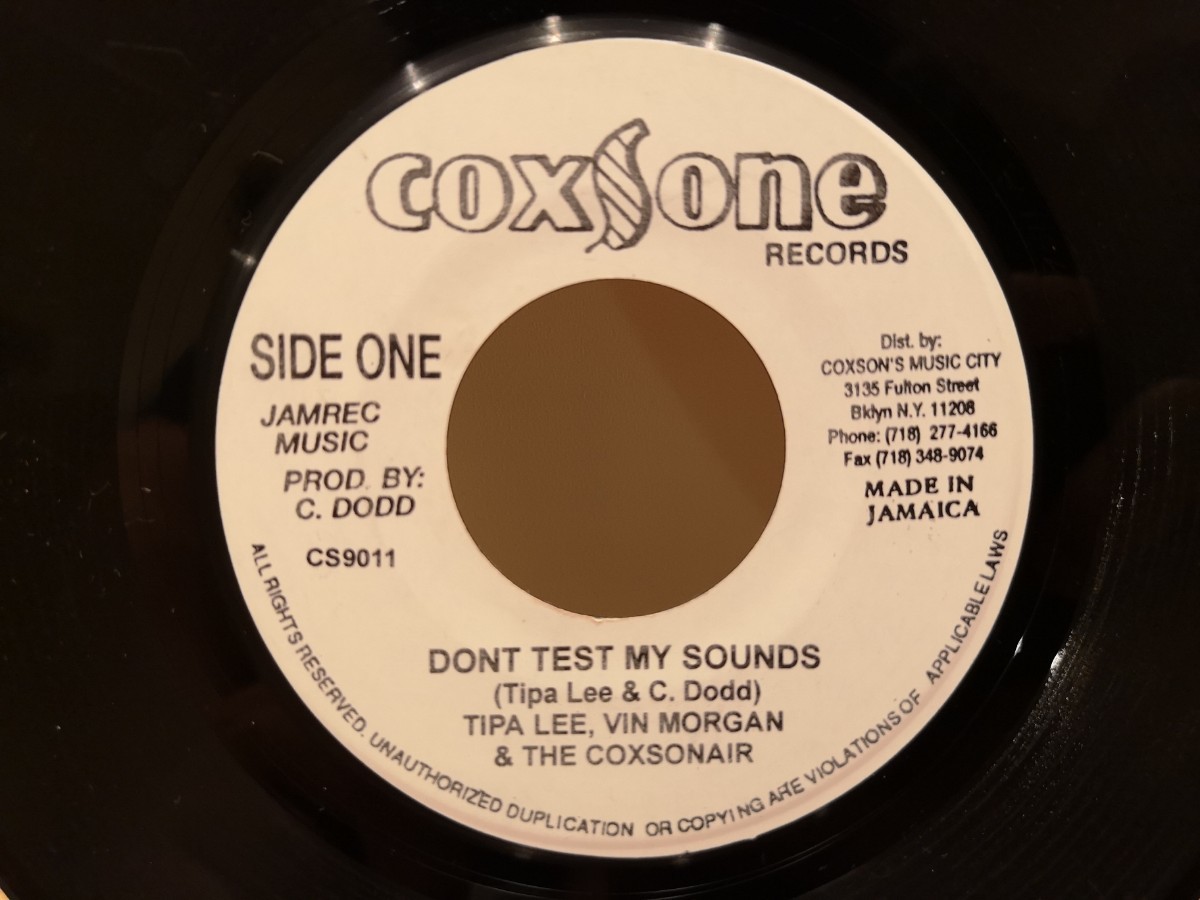 coxsone
RECORDS
SIDE ONE
JAMREC
MUSIC
PROD. BY:
C. DODD
CS9011
Dist. by:
COXSON'S MUSIC CITY
3135 Fulton Street
Bklyn N.Y. 11208
Phone: (718) 277-4166
Fax (718) 348-9074
MADE IN
JAMAICA
DONT TEST MY SOUNDS
(Tipa Lee & C. Dodd)
TIPA LEE, VIN MORGAN
& THE COXSONAIR
ALL RIGHTS RESERVED. UNAUTHORIZED DUPLICATION OR COPYING ARE VIOLATIONS OF APPLICABLE LAWS